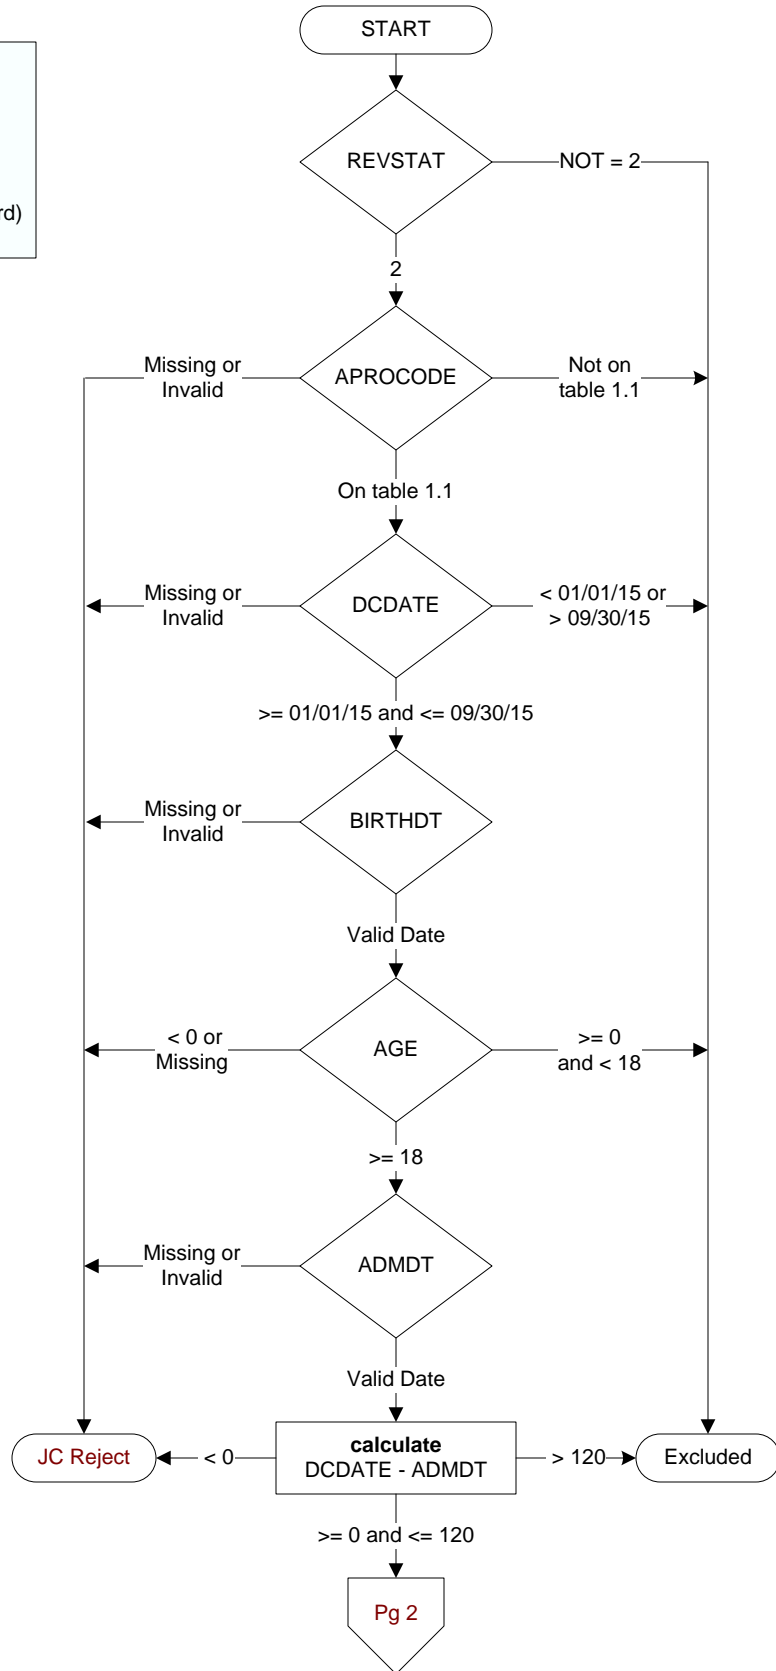 START
REVSTAT
NOT = 2
2
rd)
Missing or
Invalid
APROCODE
Not on
table 1.1
On table 1.1
Missing or
Invalid
DCDATE
< 01/01/15 or
> 09/30/15
>= 01/01/15 and <= 09/30/15
Missing or
Invalid
BIRTHDT
Valid Date
< 0 or
Missing
AGE
>= 0
and < 18
>= 18
Missing or
Invalid
ADMDT
Valid Date
JC Reject
< 0
calculate
DCDATE - ADMDT
> 120
Excluded
>= 0 and <= 120
Pg 2